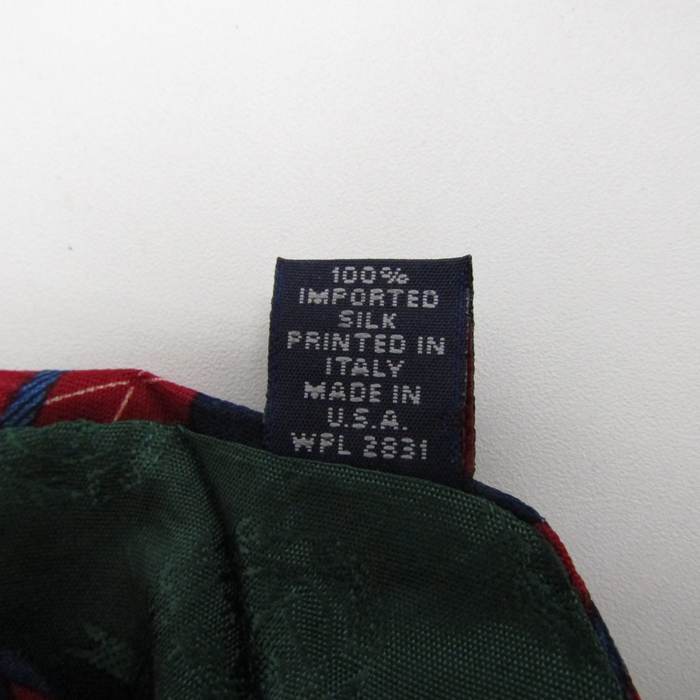 100%
IMPORTED
SILK
PRINTED IN
ITALY
MADE IN
U.S.A.
WPL 2831